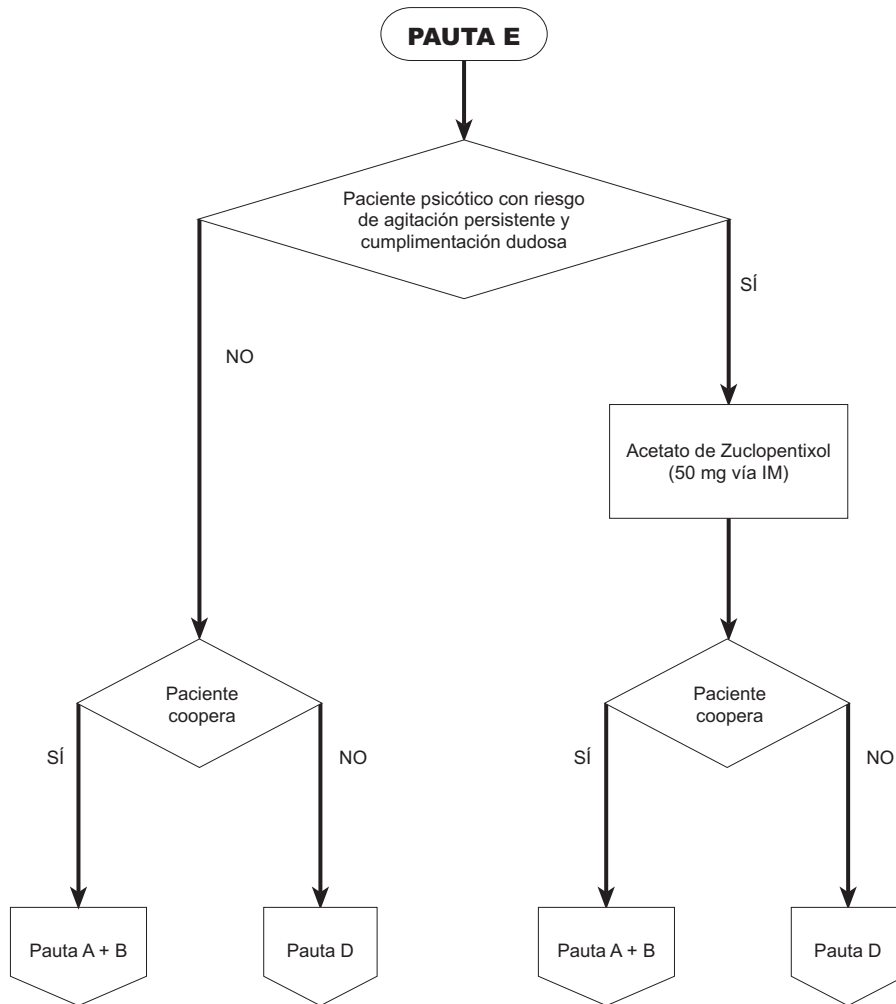 PAUTA E
Paciente psicótico con riesgo
de agitación persistente y
cumplimentación dudosa
SÍ
NO
Acetato de Zuclopentixol
(50 mg vía IM)
Paciente
coopera
Paciente
coopera
SÍ
NO
SÍ
NO
Pauta A + B
Pauta D
Pauta A + B
Pauta D